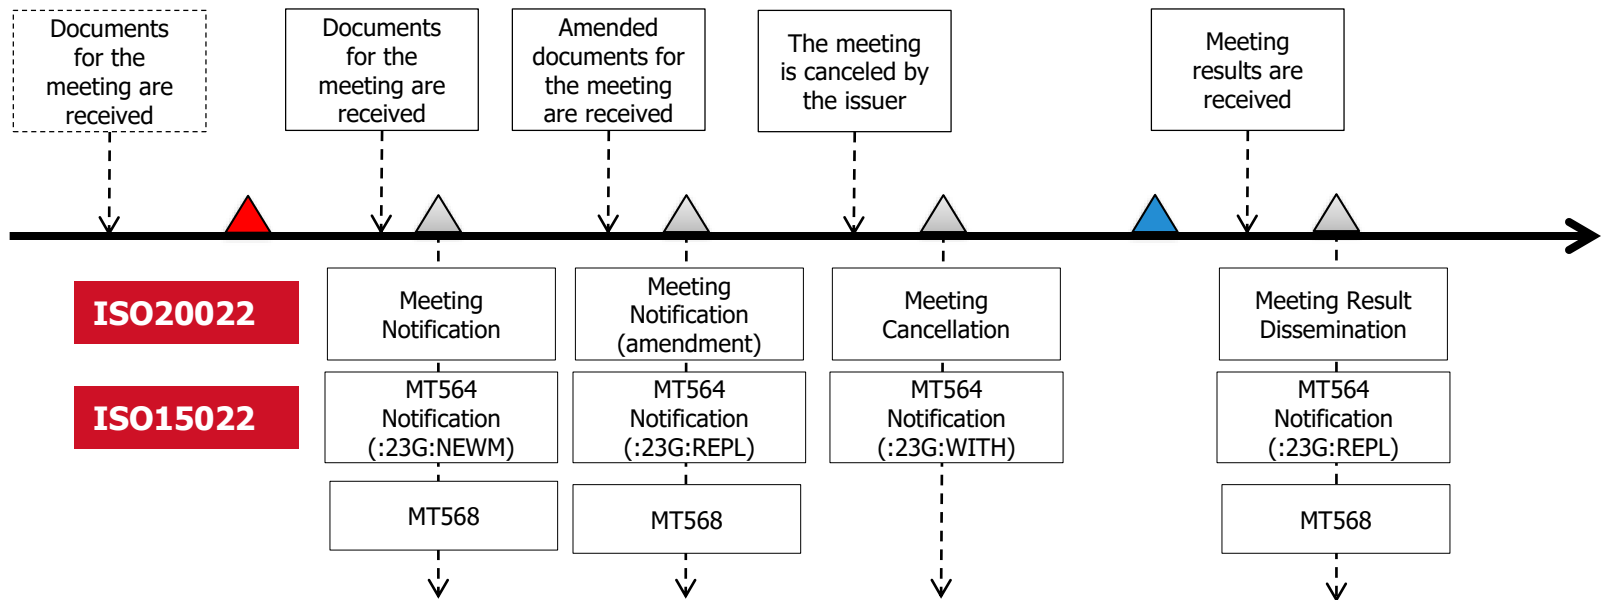 Documents
for the
meeting are
received
Documents
for the
meeting are
received
Amended
documents for
the meeting
are received
The meeting
is canceled by
the issuer
Meeting
results are
received
ISO20022
Meeting
Notification
Meeting
Notification
(amendment)
Meeting
Cancellation
Meeting Result
Dissemination
ISO15022
MT564
Notification
(:23G:NEWM)
MT564
Notification
(:23G:REPL)
MT564
Notification
(:23G:WITH)
MT564
Notification
(:23G:REPL)
MT568
MT568
MT568